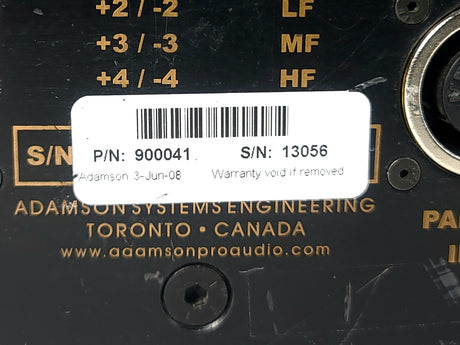 +2 / -2 LF
+3 / -3 MF
+4 / -4 HF
S/N
P/N: 900041 S/N: 13056
Adamson 3-Jun-08 Warranty void if removed
ADAMSON SYSTEMS ENGINEERING
TORONTO • CANADA
www.adamsonproaudio.com